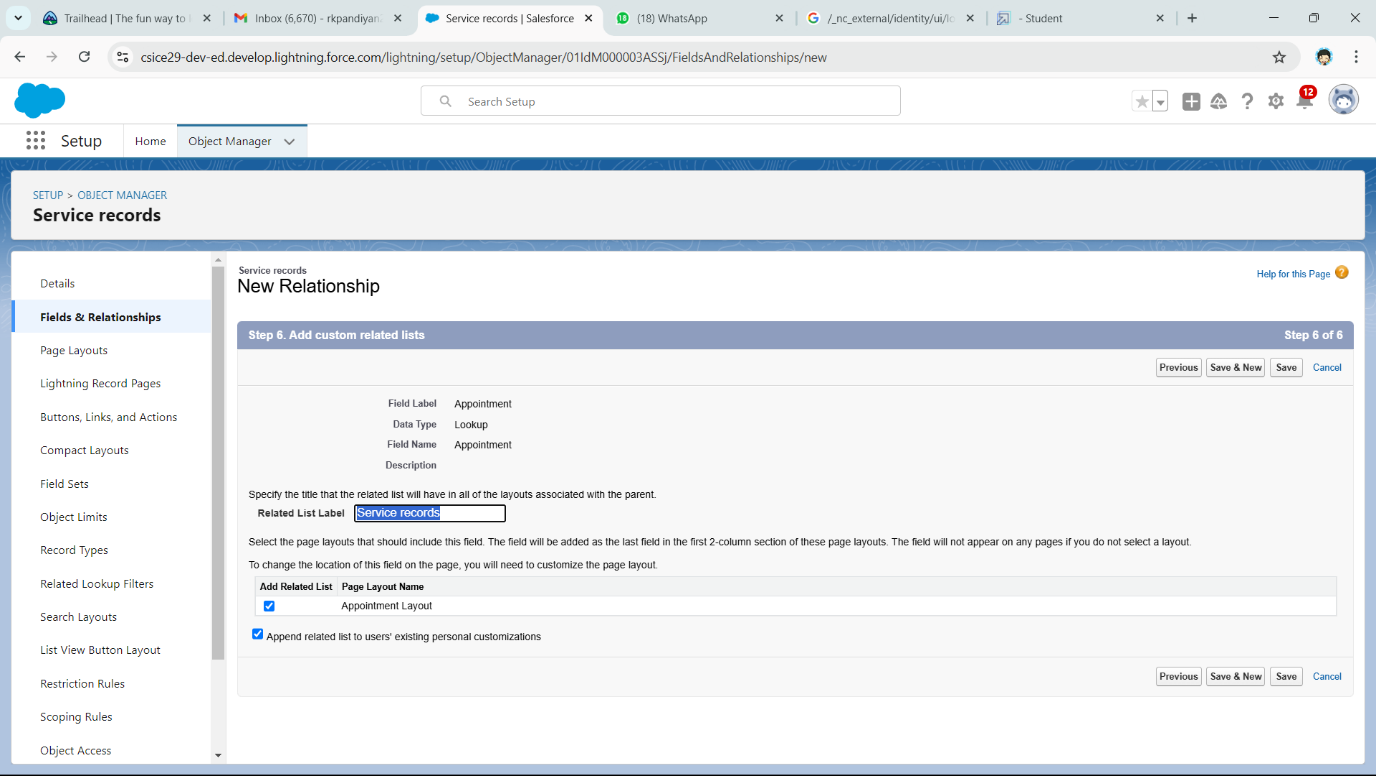 Trailhead | The fun way to
Inbox (6,670) - rkpandiyan
Service records | Salesforce
18
(18) WhatsApp
/_nc_external/identity/ui/lo
- Student
csice29-dev-ed.develop.lightning.force.com/lightning/setup/ObjectManager/01IdM000003ASSj/FieldsAndRelationships/new
Search Setup
12
Setup
Home
Object Manager
SETUP > OBJECT MANAGER
Service records
Details
Fields & Relationships
Page Layouts
Lightning Record Pages
Buttons, Links, and Actions
Compact Layouts
Field Sets
Object Limits
Record Types
Related Lookup Filters
Search Layouts
List View Button Layout
Restriction Rules
Scoping Rules
Object Access
Service records
New Relationship
Help for this Page ?
Step 6. Add custom related lists Step 6 of 6
Previous Save & New Save Cancel
Field Label Appointment
Data Type Lookup
Field Name Appointment
Description
Specify the title that the related list will have in all of the layouts associated with the parent.
Related List Label Service records
Select the page layouts that should include this field. The field will be added as the last field in the first 2-column section of these page layouts. The field will not appear on any pages if you do not select a layout.
To change the location of this field on the page, you will need to customize the page layout.
Add Related List Page Layout Name
Appointment Layout
Append related list to users' existing personal customizations
Previous Save & New Save Cancel